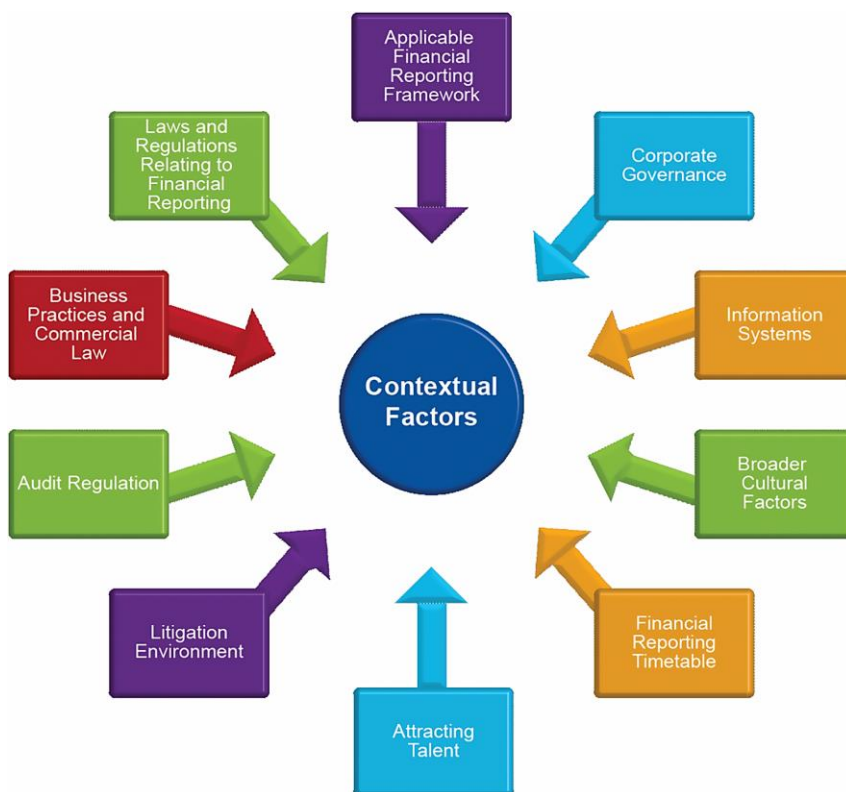 Applicable
Financial
Reporting
Framework
Laws and
Regulations
Relating to
Financial
Reporting
Corporate
Governance
Business
Practices and
Commercial
Law
Information
Systems
Contextual
Factors
Audit Regulation
Broader
Cultural
Factors
Litigation
Environment
Financial
Reporting
Timetable
Attracting
Talent